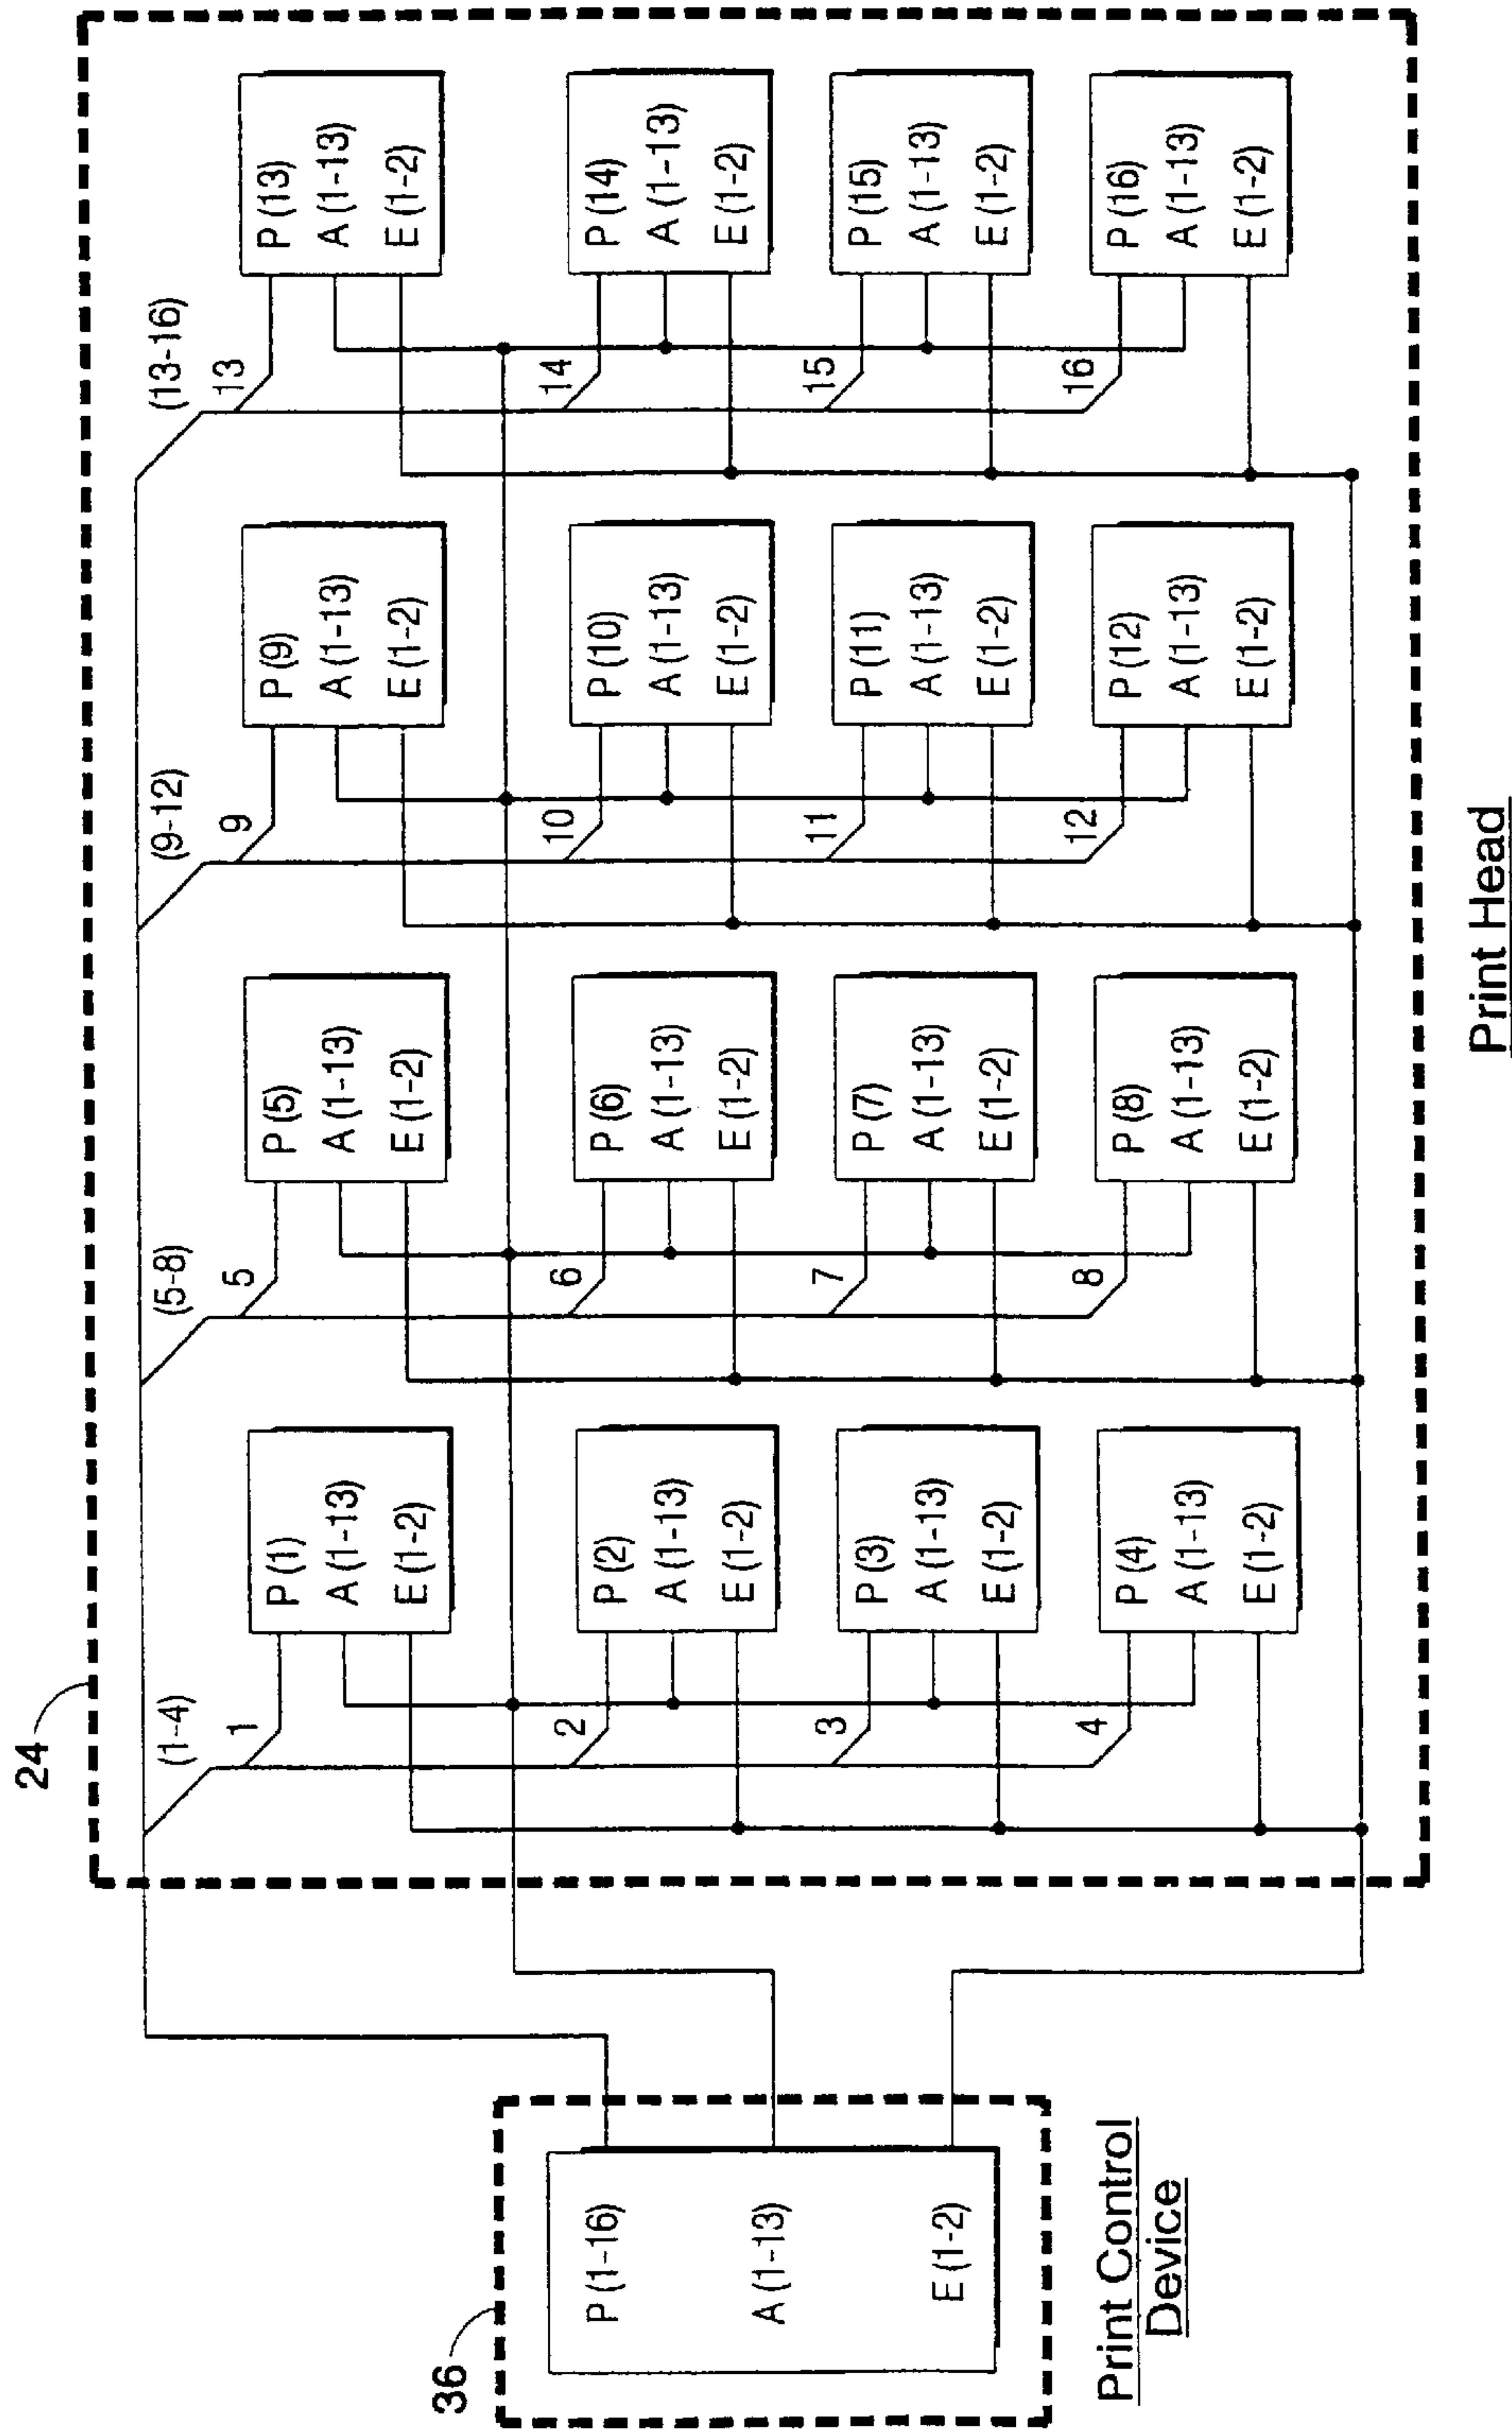 24
(1-4)
(5-8)
(9-12)
(13-16)
1
P (1)
A (1-13)
E (1-2)
5
P (5)
A (1-13)
E (1-2)
9
P (9)
A (1-13)
E (1-2)
13
P (13)
A (1-13)
E (1-2)
2
P (2)
A (1-13)
E (1-2)
6
P (6)
A (1-13)
E (1-2)
10
P (10)
A (1-13)
E (1-2)
14
P (14)
A (1-13)
E (1-2)
3
P (3)
A (1-13)
E (1-2)
7
P (7)
A (1-13)
E (1-2)
11
P (11)
A (1-13)
E (1-2)
15
P (15)
A (1-13)
E (1-2)
4
P (4)
A (1-13)
E (1-2)
8
P (8)
A (1-13)
E (1-2)
12
P (12)
A (1-13)
E (1-2)
16
P (16)
A (1-13)
E (1-2)
36
P (1-16)
A (1-13)
E (1-2)
Print Control
Device
Print Head